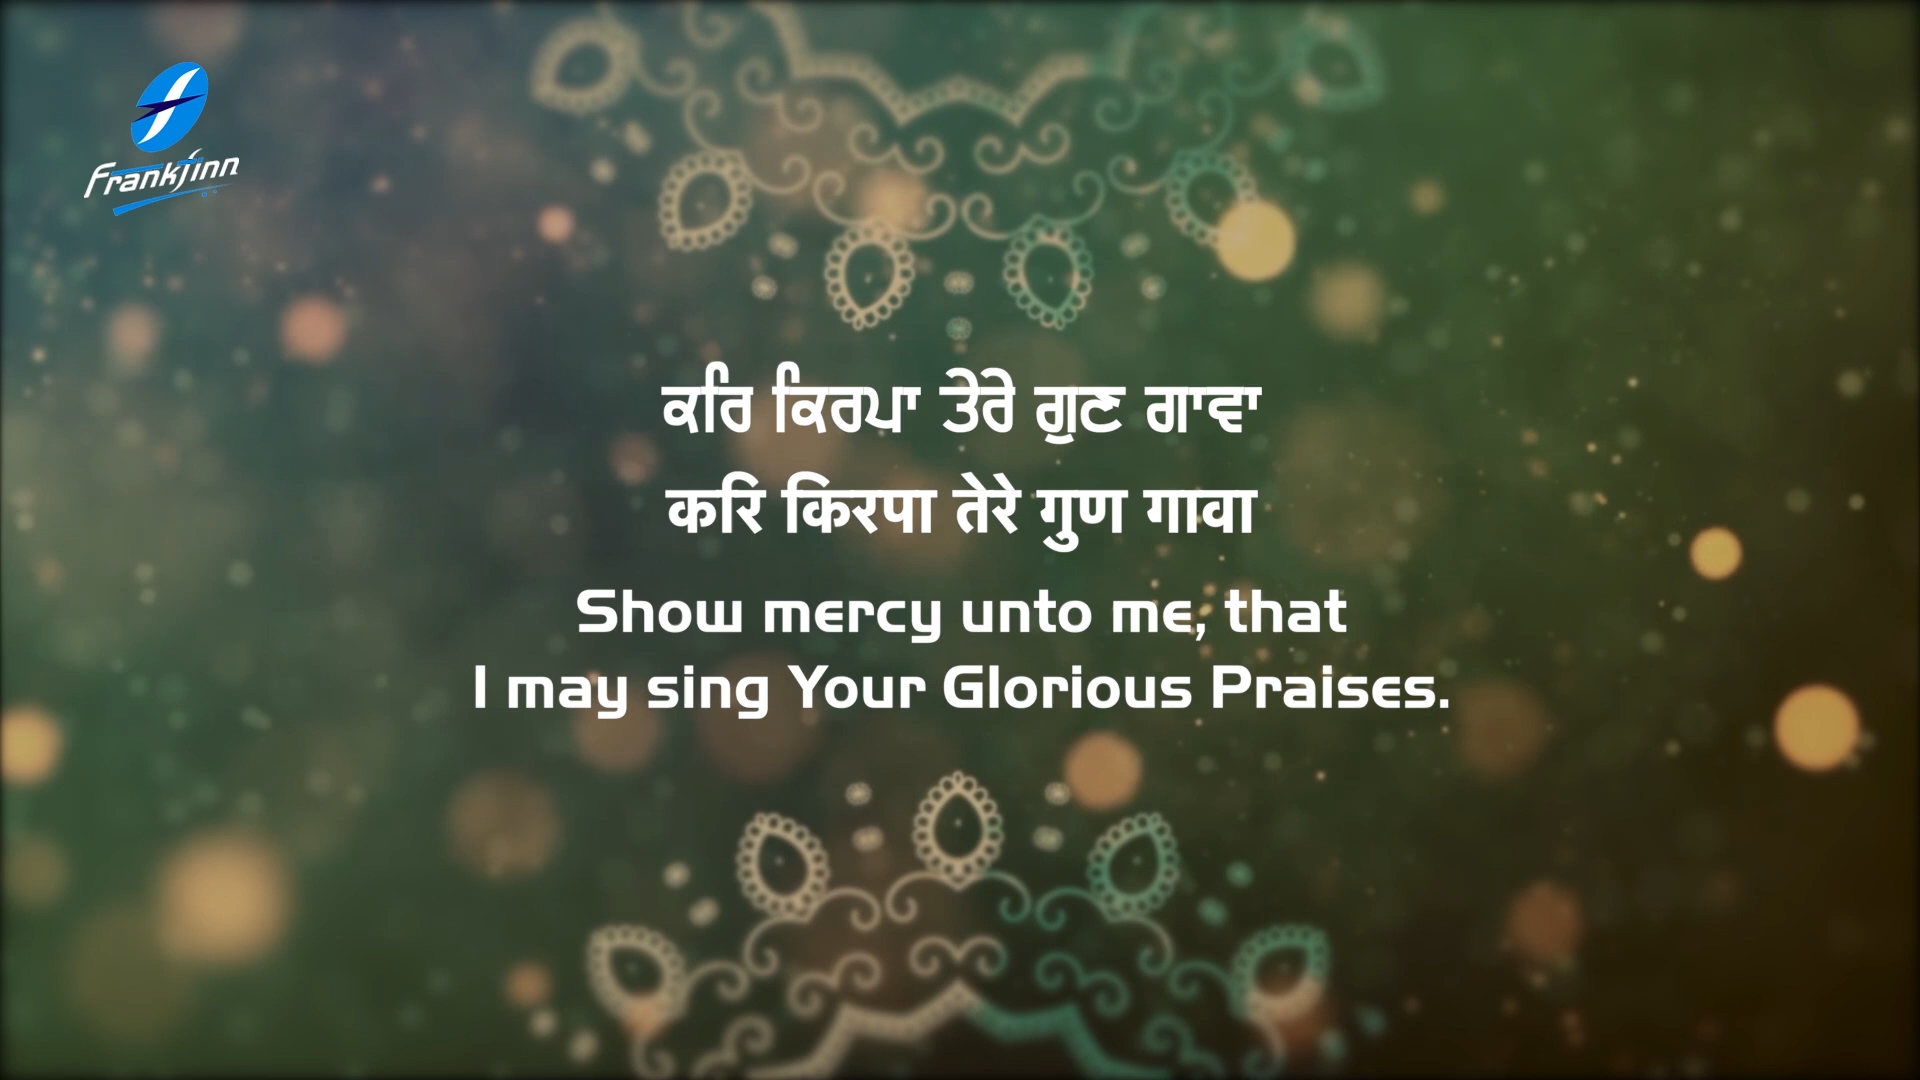 Frankfinn
ਕਰਿ ਕਿਰਪਾ ਤੇਰੇ ਗੁਣ ਗਾਵਾ
करि किरपा तेरे गुण गावा
Show mercy unto me, that
I may sing Your Glorious Praises.